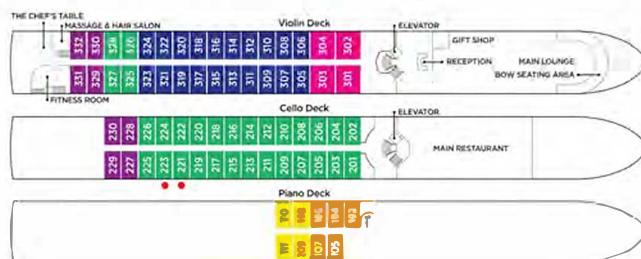 THE CHEF'S TABLE
MASSAGE & HAIR SALON
Violin Deck
ELEVATOR
332 330 328 326 324 322 320 318 316 314 312 310 308 306 304 302
GIFT SHOP
RECEPTION
MAIN LOUNGE
BOW SEATING AREA
331 329 327 325 323 321 319 317 315 313 311 309 307 305 303 301
FITNESS ROOM
Cello Deck
ELEVATOR
230 228 226 224 222 220 218 216 214 212 210 208 206 204 202
MAIN RESTAURANT
229 227 225 223 221 219 217 215 213 211 209 207 205 203 201
Piano Deck
107 105